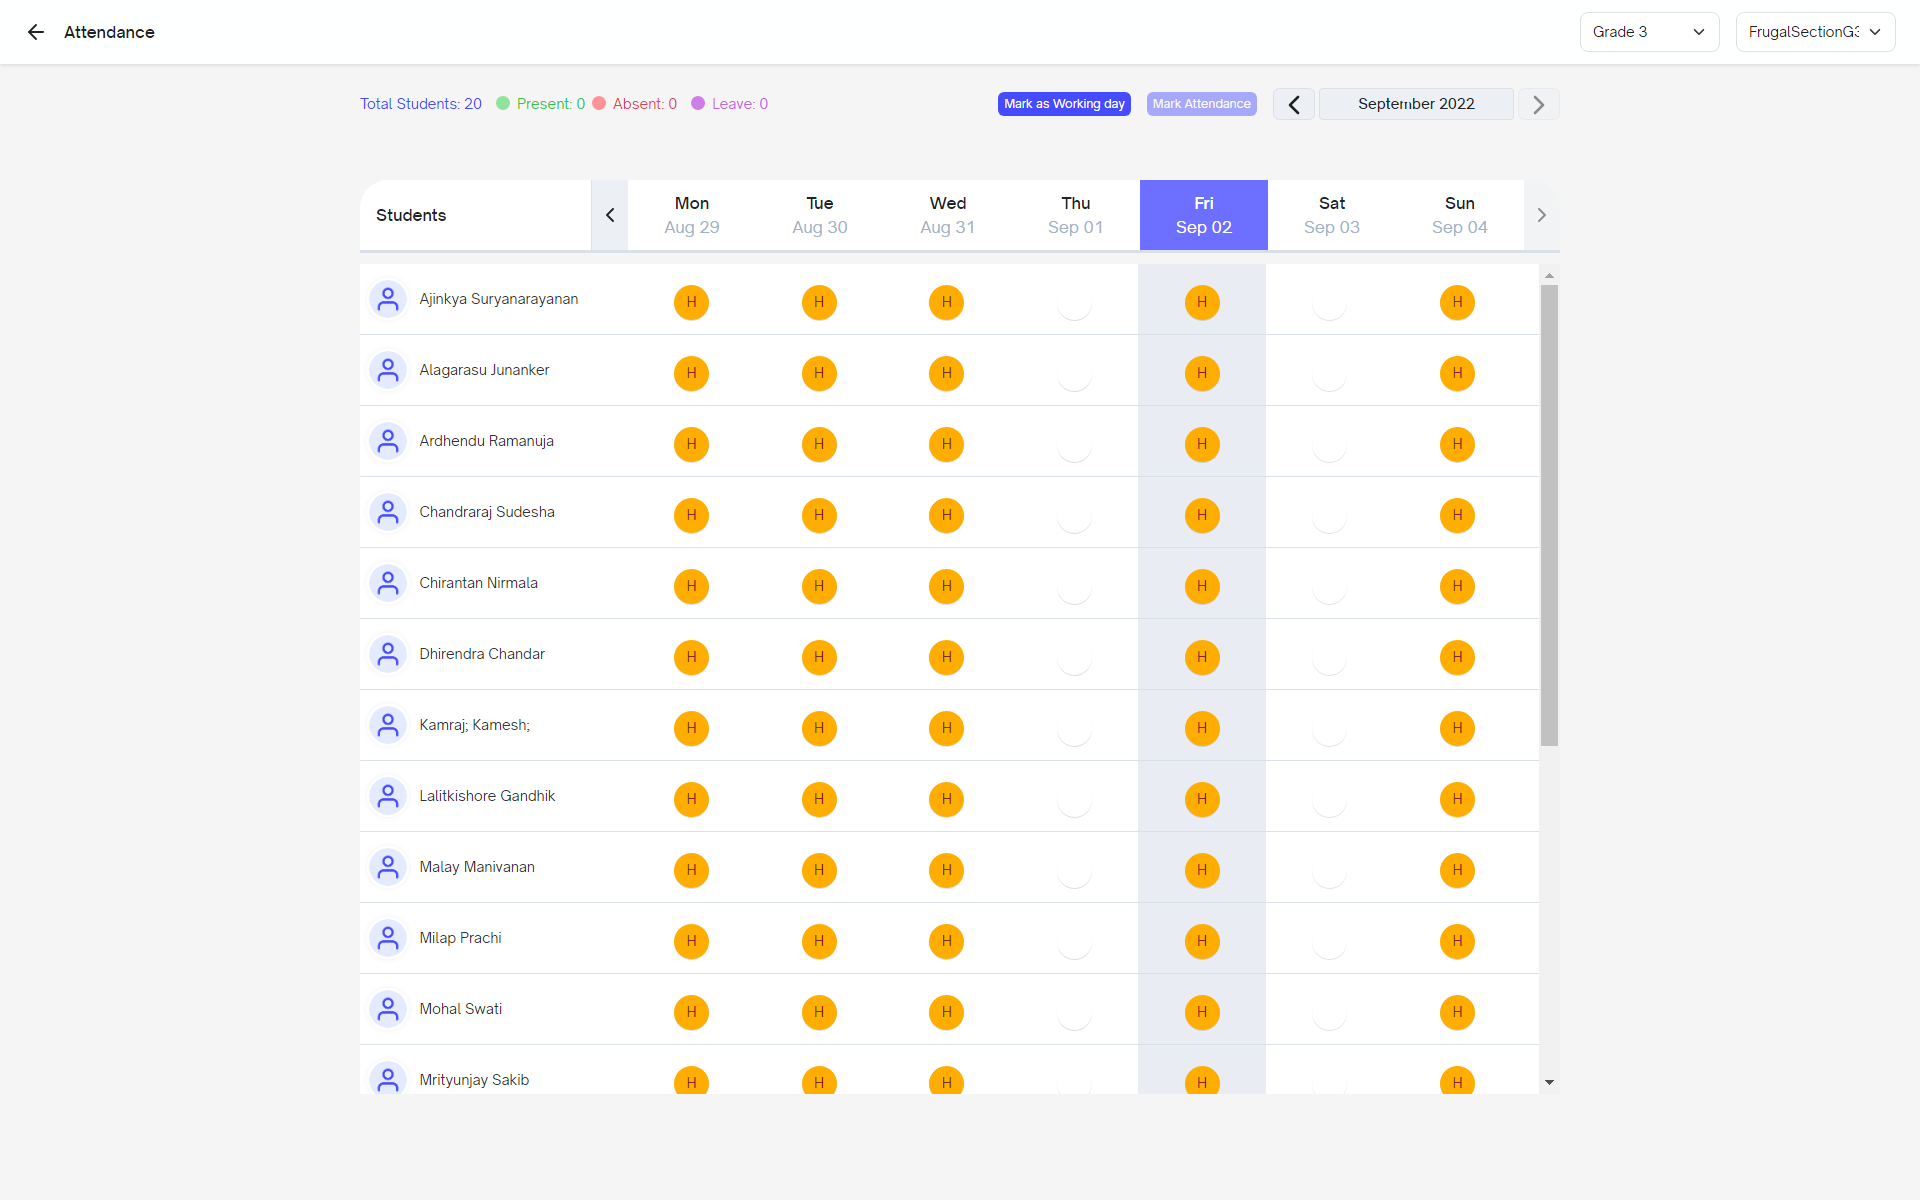 Attendance
Grade 3
FrugalSectionG3
Total Students: 20 Present: 0 Absent: 0 Leave: 0
Mark as Working day
Mark Attendance
September 2022
Students
Mon Tue Wed Thu Fri Sat Sun
Aug 29 Aug 30 Aug 31 Sep 01 Sep 02 Sep 03 Sep 04
Ajinkya Suryanarayanan H H H H H
Alagarasu Junanker H H H H H
Ardhendu Ramanuja H H H H H
Chandraraj Sudesha H H H H H
Chirantan Nirmala H H H H H
Dhirendra Chandar H H H H H
Kamraj; Kamesh; H H H H H
Lalitkishore Gandhik H H H H H
Malay Manivanan H H H H H
Milap Prachi H H H H H
Mohal Swati H H H H H
Mrityunjay Sakib H H H H H